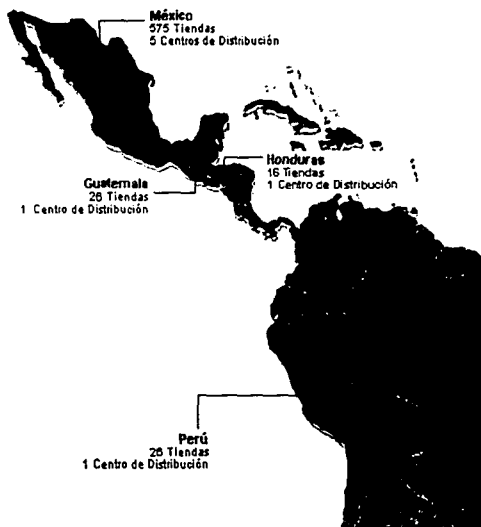 México
575 Tiendas
5 Centros de Distribución
Honduras
16 Tiendas
1 Centro de Distribución
Guatemala
26 Tiendas
1 Centro de Distribución
Perú
26 Tiendas
1 Centro de Distribución